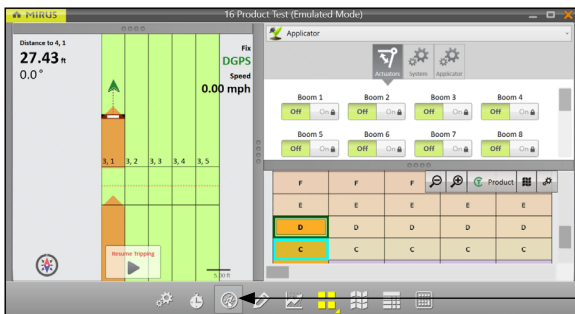 MIRUS
16 Product Test (Emulated Mode)
Distance to 4, 1
27.43 ft
0.0°
Fix
DGPS
Speed
0.00 mph
3, 1 3, 2 3, 3 3, 4 3, 5
Resume Tripping
5.00 ft
Applicator
Actuators System Applicator
Boom 1 Boom 2 Boom 3 Boom 4
Off On Off On Off On Off On
Boom 5 Boom 6 Boom 7 Boom 8
Off On Off On Off On Off On
Product
F F F
E E E E E
D D D D D
C C C C C